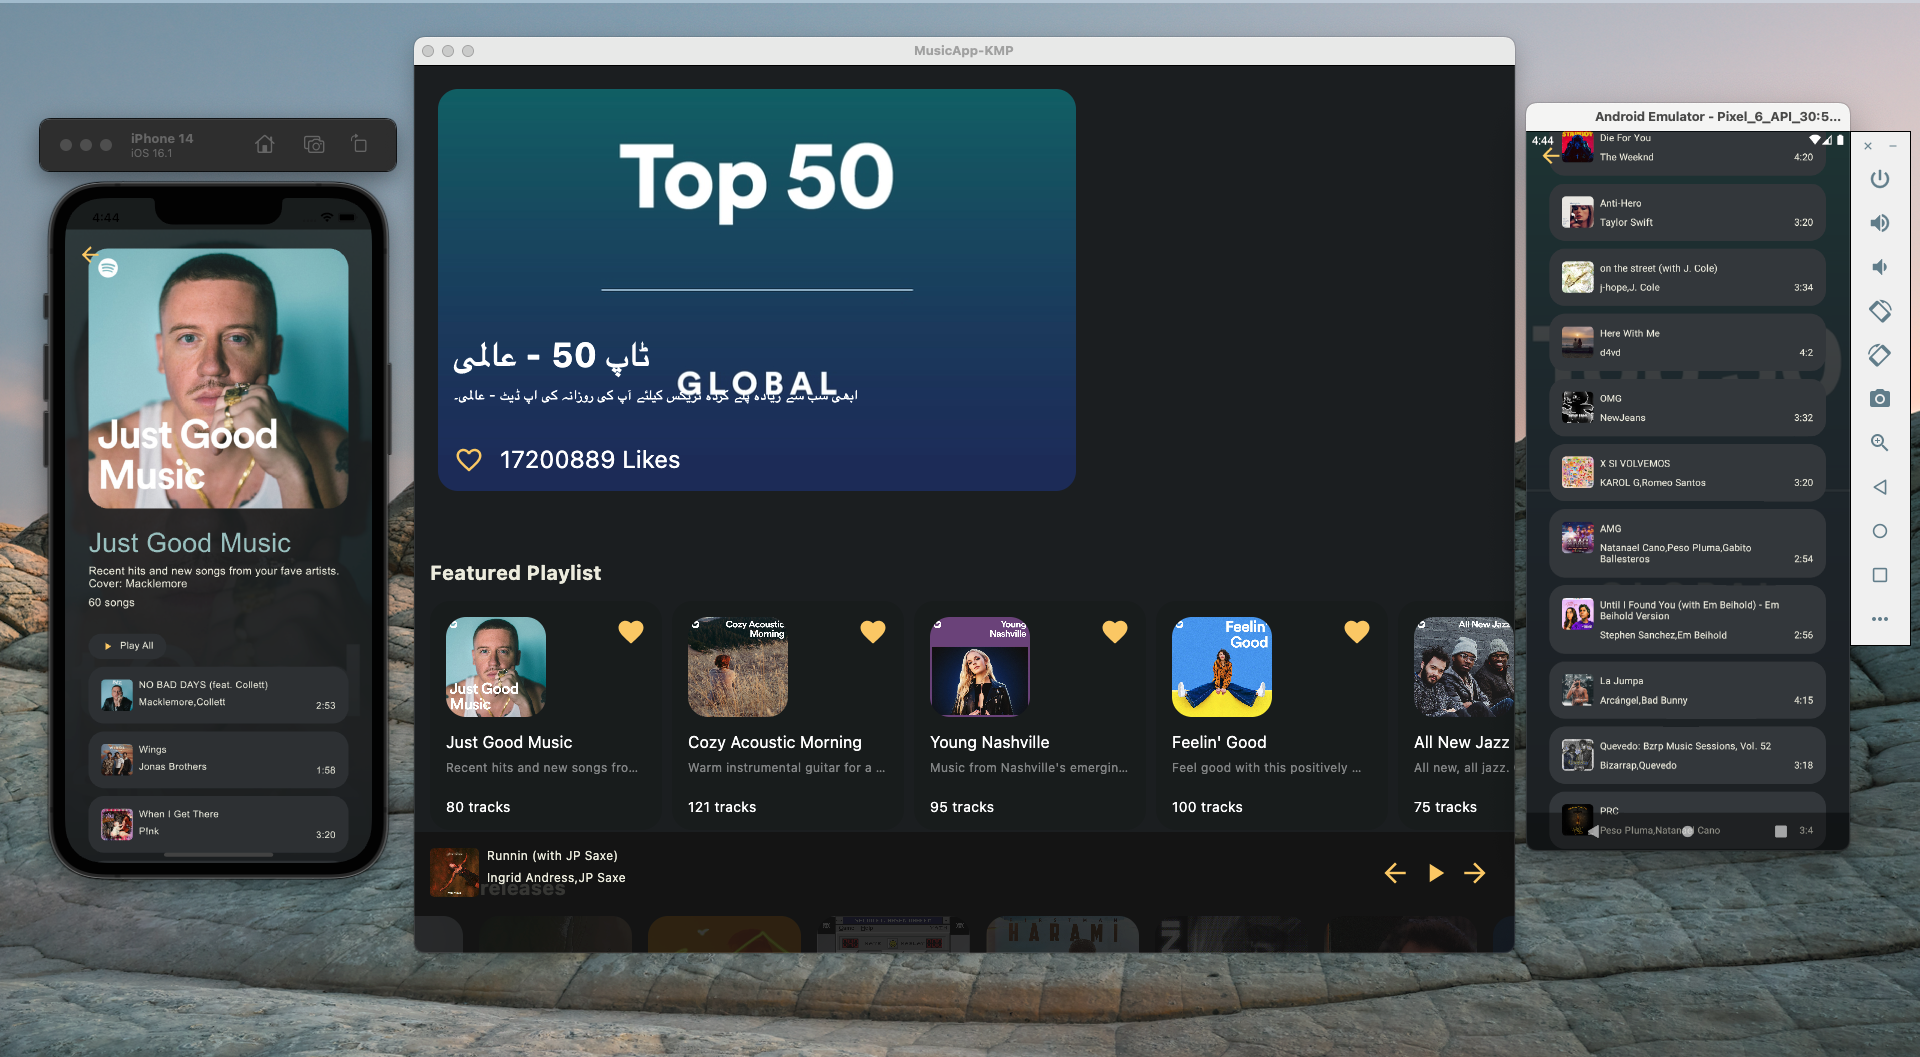 iPhone 14
iOS 16.1
4:44
Just Good
Music
Just Good Music
Recent hits and new songs from your fave artists.
Cover: Macklemore
60 songs
Play All
NO BAD DAYS (feat. Collett)
Macklemore,Collett
2:53
Wings
Jonas Brothers
1:58
When I Get There
P!nk
3:20
MusicApp-KMP
Top 50
ٹاپ 50 - عالمی
GLOBAL
ابھی سب سے زیادہ پلے کردہ ٹریکس کیلئے آپ کی روزانہ کی اپ ڈیٹ - عالمی۔
17200889 Likes
Featured Playlist
Just Good
Music
Just Good Music
Recent hits and new songs fro...
80 tracks
Cozy Acoustic
Morning
Cozy Acoustic Morning
Warm instrumental guitar for a ...
121 tracks
Young
Nashville
Young Nashville
Music from Nashville's emergin...
95 tracks
Feelin'
Good
Feelin' Good
Feel good with this positively ...
100 tracks
All New Jazz
All New Jazz
All new, all jazz.
75 tracks
Runnin (with JP Saxe)
Ingrid Andress,JP Saxe
releases
HARAMI
Android Emulator - Pixel_6_API_30:5...
4:44
Die For You
The Weeknd
4:20
Anti-Hero
Taylor Swift
3:20
on the street (with J. Cole)
j-hope,J. Cole
3:34
Here With Me
d4vd
4:2
OMG
NewJeans
3:32
X SI VOLVEMOS
KAROL G,Romeo Santos
3:20
AMG
Natanael Cano,Peso Pluma,Gabito
Ballesteros
2:54
Until I Found You (with Em Beihold) - Em
Beihold Version
Stephen Sanchez,Em Beihold
2:56
La Jumpa
Arcángel,Bad Bunny
4:15
Quevedo: Bzrp Music Sessions, Vol. 52
Bizarrap,Quevedo
3:18
PRC
Peso Pluma,Natanael Cano
3:4